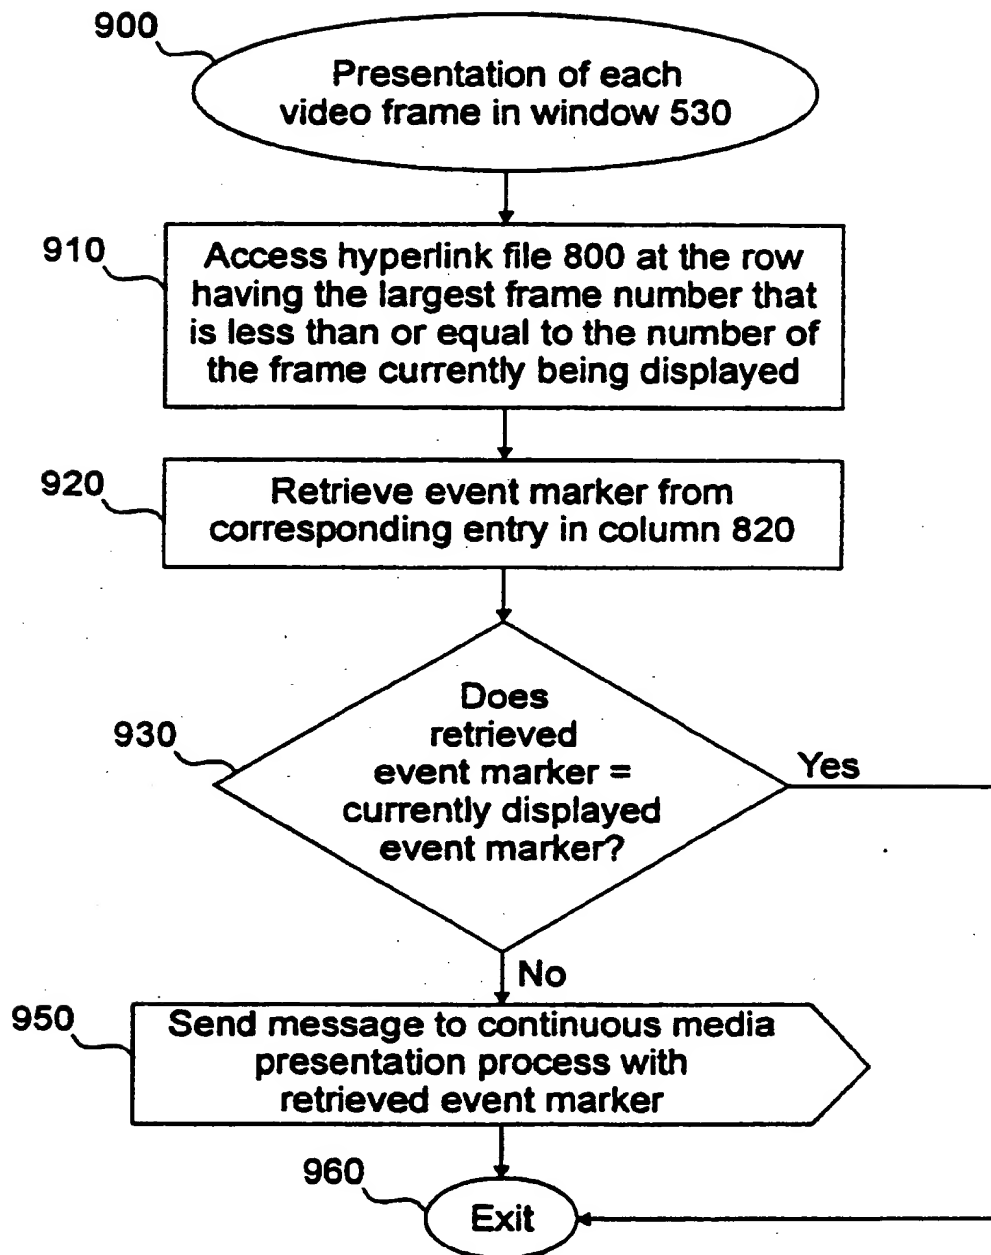 900
Presentation of each
video frame in window 530
910
Access hyperlink file 800 at the row
having the largest frame number that
is less than or equal to the number of
the frame currently being displayed
920
Retrieve event marker from
corresponding entry in column 820
930
Does
retrieved
event marker =
currently displayed
event marker?
Yes
No
950
Send message to continuous media
presentation process with
retrieved event marker
960
Exit